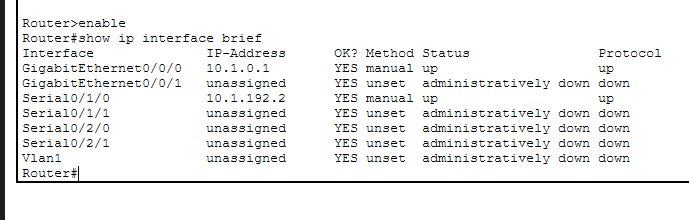 Router>enable
Router#show ip interface brief
Interface              IP-Address      OK? Method Status                Protocol
GigabitEthernet0/0/0   10.1.0.1        YES manual up                    up
GigabitEthernet0/0/1   unassigned      YES unset  administratively down down
Serial0/1/0            10.1.192.2      YES manual up                    up
Serial0/1/1            unassigned      YES unset  administratively down down
Serial0/2/0            unassigned      YES unset  administratively down down
Serial0/2/1            unassigned      YES unset  administratively down down
Vlan1                  unassigned      YES unset  administratively down down
Router#